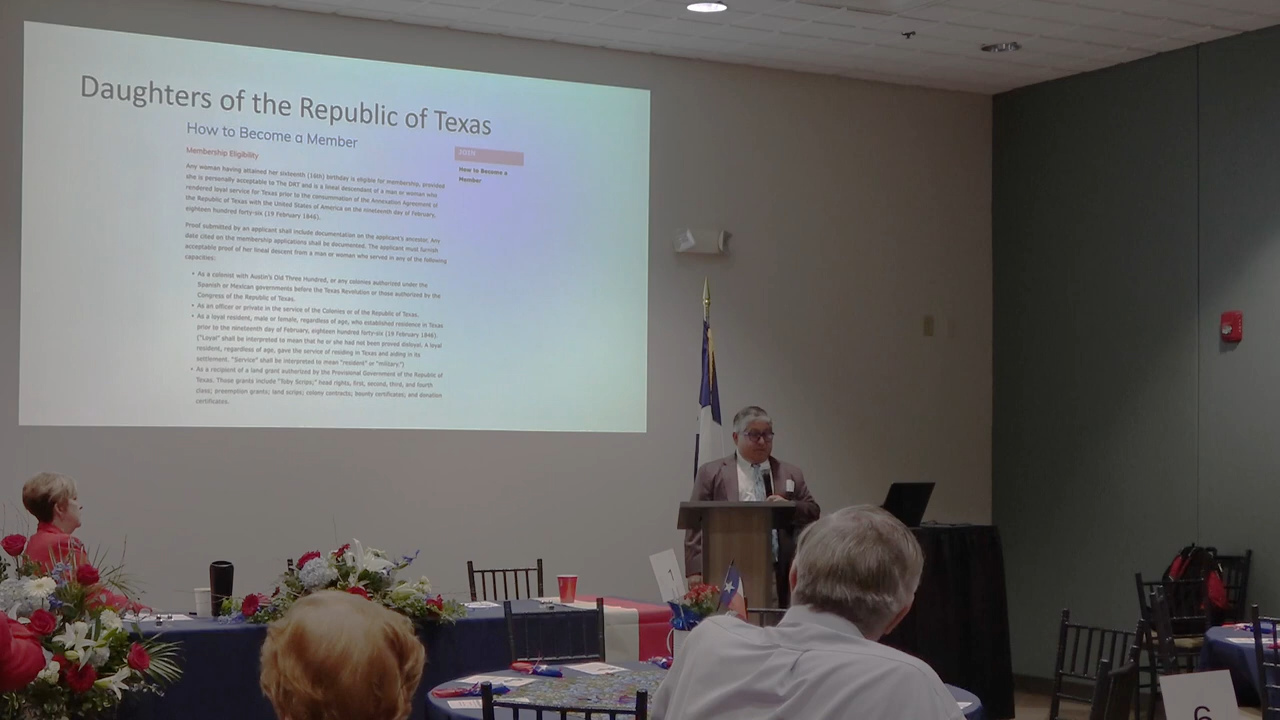 Daughters of the Republic of Texas
How to Become a Member
Membership Eligibility
Any woman having attained her sixteenth (16th) birthday is eligible for membership, provided
she is personally acceptable to The DRT and is a lineal descendant of a man or woman who
rendered loyal service for Texas prior to the consummation of the Annexation Agreement of
the Republic of Texas with the United States of America on the nineteenth day of February,
eighteen hundred forty-six (19 February 1846).
Proof submitted by an applicant shall include documentation on the applicant's ancestor. Any
date cited on the membership applications shall be documented. The applicant must furnish
acceptable proof of her lineal descent from a man or woman who served in any of the following
capacities:
• As a colonist with Austin's Old Three Hundred, or any colonies authorized under the
Spanish or Mexican governments before the Texas Revolution or those authorized by the
Congress of the Republic of Texas.
• As an officer or private in the service of the Colonies or of the Republic of Texas.
• As a loyal resident, male or female, regardless of age, who established residence in Texas
prior to the nineteenth day of February, eighteen hundred forty-six (19 February 1846).
("Loyal" shall be interpreted to mean that he or she had not been proved disloyal. A loyal
resident, regardless of age, gave the service of residing in Texas and aiding in its
settlement. "Service" shall be interpreted to mean "resident" or "military.")
• As a recipient of a land grant authorized by the Provisional Government of the Republic of
Texas. Those grants include "Toby Scrips;" head rights, first, second, third, and fourth
class; preemption grants; land scrips; colony contracts; bounty certificates; and donation
certificates.
JOIN
How to Become a
Member
1
6